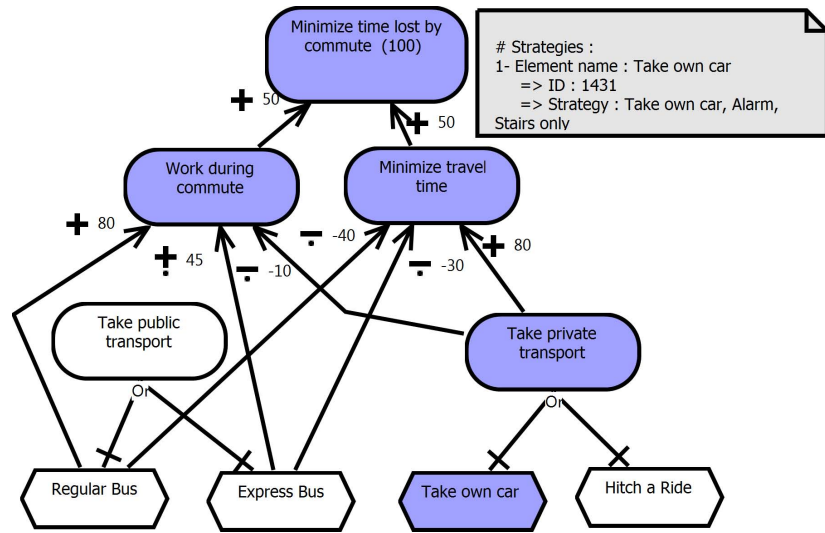 Minimize time lost by
commute (100)
# Strategies :
1- Element name : Take own car
=> ID : 1431
=> Strategy : Take own car, Alarm,
Stairs only
50
50
Work during
commute
Minimize travel
time
80
45
-10
-40
-30
80
Take public
transport
Take private
transport
Or
Or
Regular Bus
Express Bus
Take own car
Hitch a Ride